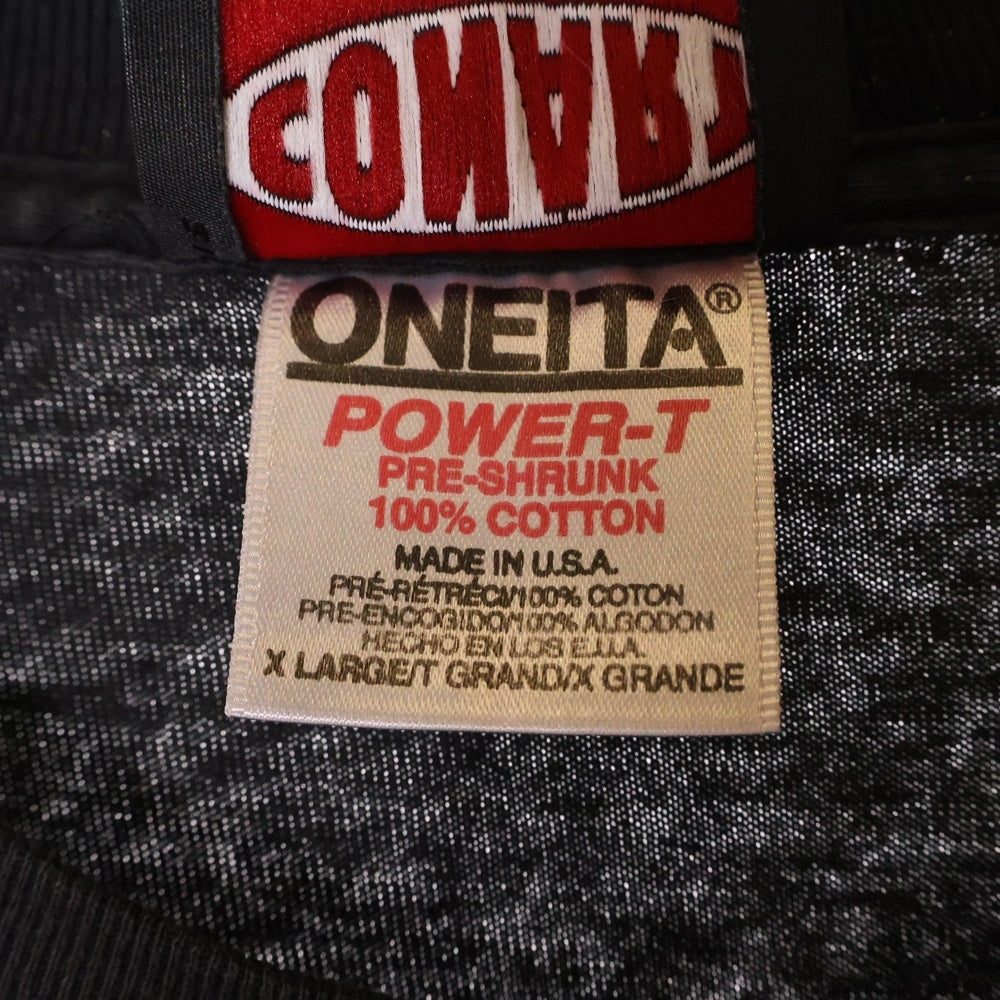 CONART
ONEITA®
POWER-T
PRE-SHRUNK
100% COTTON
MADE IN U.S.A.
PRÉ-RÉTRÉCI/100% COTON
PRE-ENCOGIDO/100% ALGODON
HECHO EN LOS E.U.A.
X LARGE/T GRAND/X GRANDE